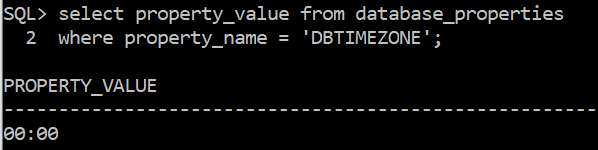 SQL> select property_value from database_properties
  2  where property_name = 'DBTIMEZONE';
PROPERTY_VALUE
------------------------------------------------------
00:00